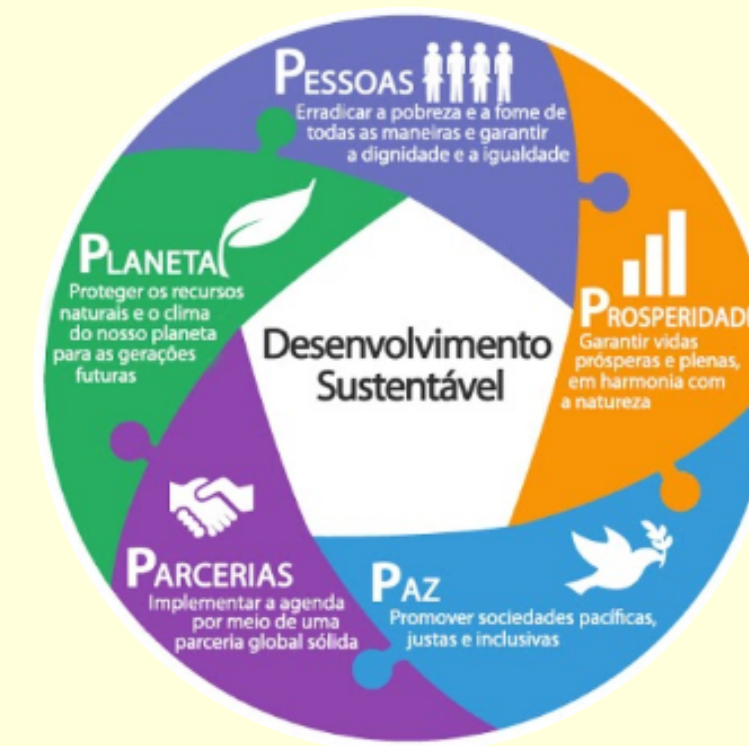 PESSOAS
Erradicar a pobreza e a fome de
todas as maneiras e garantir
a dignidade e a igualdade
PLANETA
Proteger os recursos
naturais e o clima
do nosso planeta
para as gerações
futuras
Desenvolvimento
Sustentável
PROSPERIDADE
Garantir vidas
prósperas e plenas,
em harmonia com
a natureza
PARCERIAS
Implementar a agenda
por meio de uma
parceria global sólida
PAZ
Promover sociedades pacíficas,
justas e inclusivas